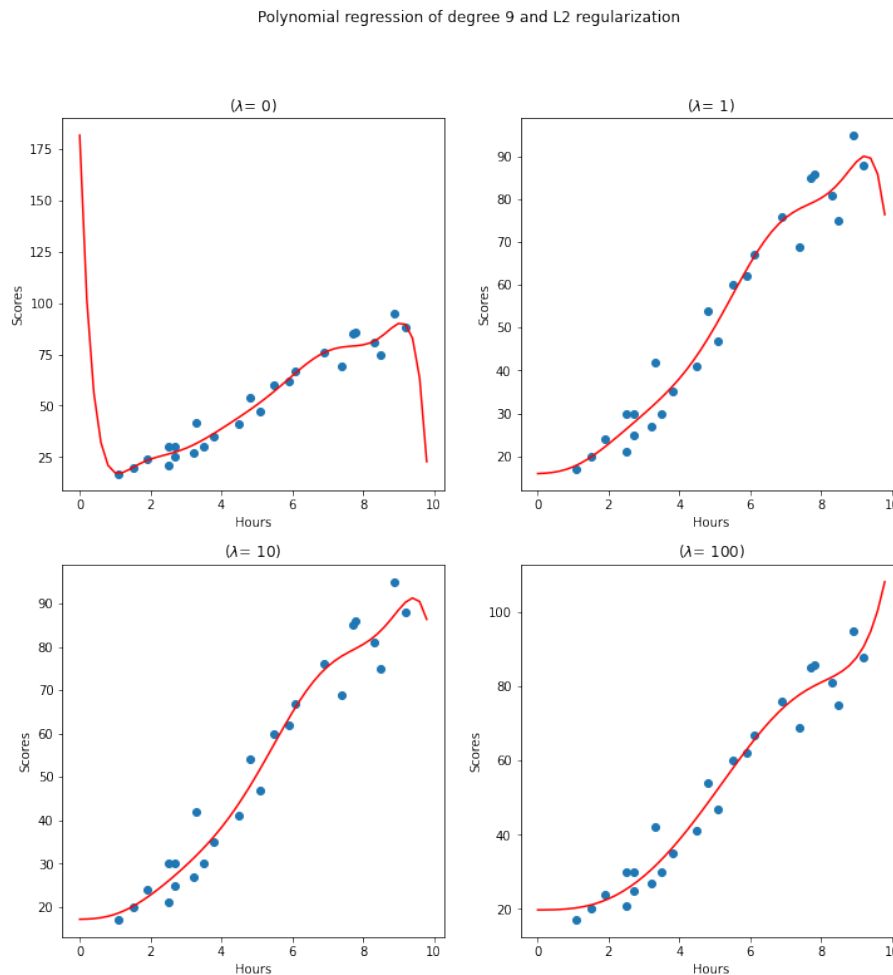 Polynomial regression of degree 9 and L2 regularization
(λ= 0)
175
150
125
100
75
50
25
Scores
0 2 4 6 8 10
Hours
(λ= 1)
90
80
70
60
50
40
30
20
Scores
0 2 4 6 8 10
Hours
(λ= 10)
90
80
70
60
50
40
30
20
Scores
0 2 4 6 8 10
Hours
(λ= 100)
100
80
60
40
20
Scores
0 2 4 6 8 10
Hours